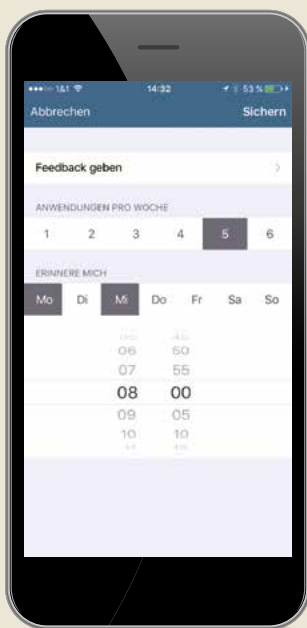 1&1 14:32 53 %
Abbrechen Sichern
Feedback geben
ANWENDUNGEN PRO WOCHE
1 2 3 4 5 6
ERINNERE MICH
Mo Di Mi Do Fr Sa So
06 50
07 55
08 00
09 05
10 10